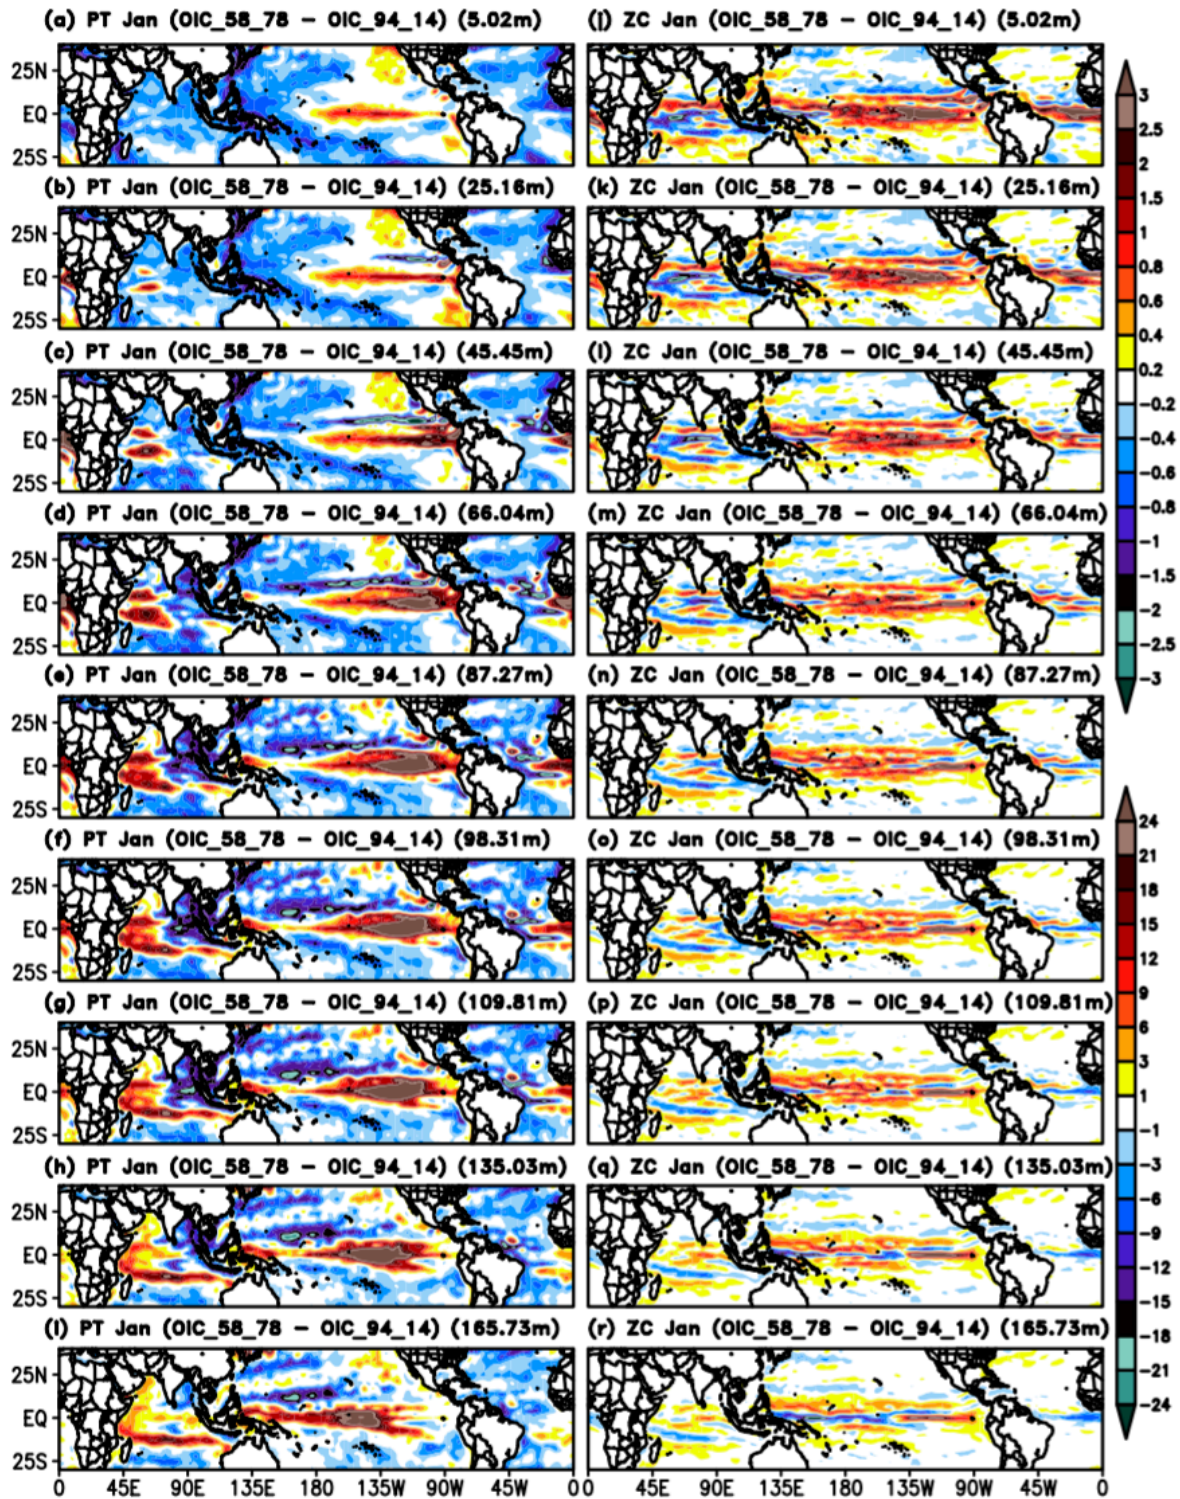 (a) PT Jan (OIC_58_78 − OIC_94_14) (5.02m)
(j) ZC Jan (OIC_58_78 − OIC_94_14) (5.02m)
25N
EQ
25S
(b) PT Jan (OIC_58_78 − OIC_94_14) (25.16m)
(k) ZC Jan (OIC_58_78 − OIC_94_14) (25.16m)
25N
EQ
25S
(c) PT Jan (OIC_58_78 − OIC_94_14) (45.45m)
(l) ZC Jan (OIC_58_78 − OIC_94_14) (45.45m)
25N
EQ
25S
(d) PT Jan (OIC_58_78 − OIC_94_14) (66.04m)
(m) ZC Jan (OIC_58_78 − OIC_94_14) (66.04m)
25N
EQ
25S
(e) PT Jan (OIC_58_78 − OIC_94_14) (87.27m)
(n) ZC Jan (OIC_58_78 − OIC_94_14) (87.27m)
25N
EQ
25S
(f) PT Jan (OIC_58_78 − OIC_94_14) (98.31m)
(o) ZC Jan (OIC_58_78 − OIC_94_14) (98.31m)
25N
EQ
25S
(g) PT Jan (OIC_58_78 − OIC_94_14) (109.81m)
(p) ZC Jan (OIC_58_78 − OIC_94_14) (109.81m)
25N
EQ
25S
(h) PT Jan (OIC_58_78 − OIC_94_14) (135.03m)
(q) ZC Jan (OIC_58_78 − OIC_94_14) (135.03m)
25N
EQ
25S
(i) PT Jan (OIC_58_78 − OIC_94_14) (165.73m)
(r) ZC Jan (OIC_58_78 − OIC_94_14) (165.73m)
25N
EQ
25S
0 45E 90E 135E 180 135W 90W 45W 0
0 45E 90E 135E 180 135W 90W 45W 0
3
2.5
2
1.5
1
0.8
0.6
0.4
0.2
−0.2
−0.4
−0.6
−0.8
−1
−1.5
−2
−2.5
−3
24
21
18
15
12
9
6
3
1
−1
−3
−6
−9
−12
−15
−18
−21
−24